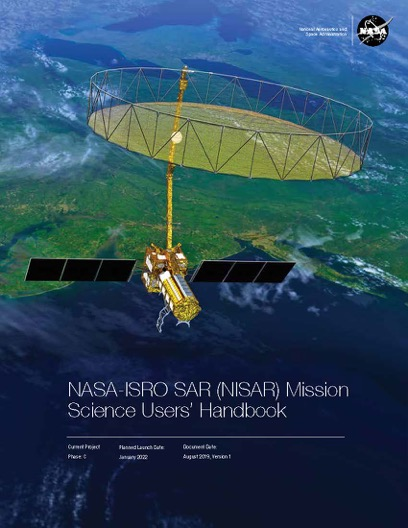 National Aeronautics and
Space Administration
NASA
NASA-ISRO SAR (NISAR) Mission
Science Users' Handbook
Current Project
Phase: C
Planned Launch Date:
January 2022
Document Date:
August 2019, Version 1